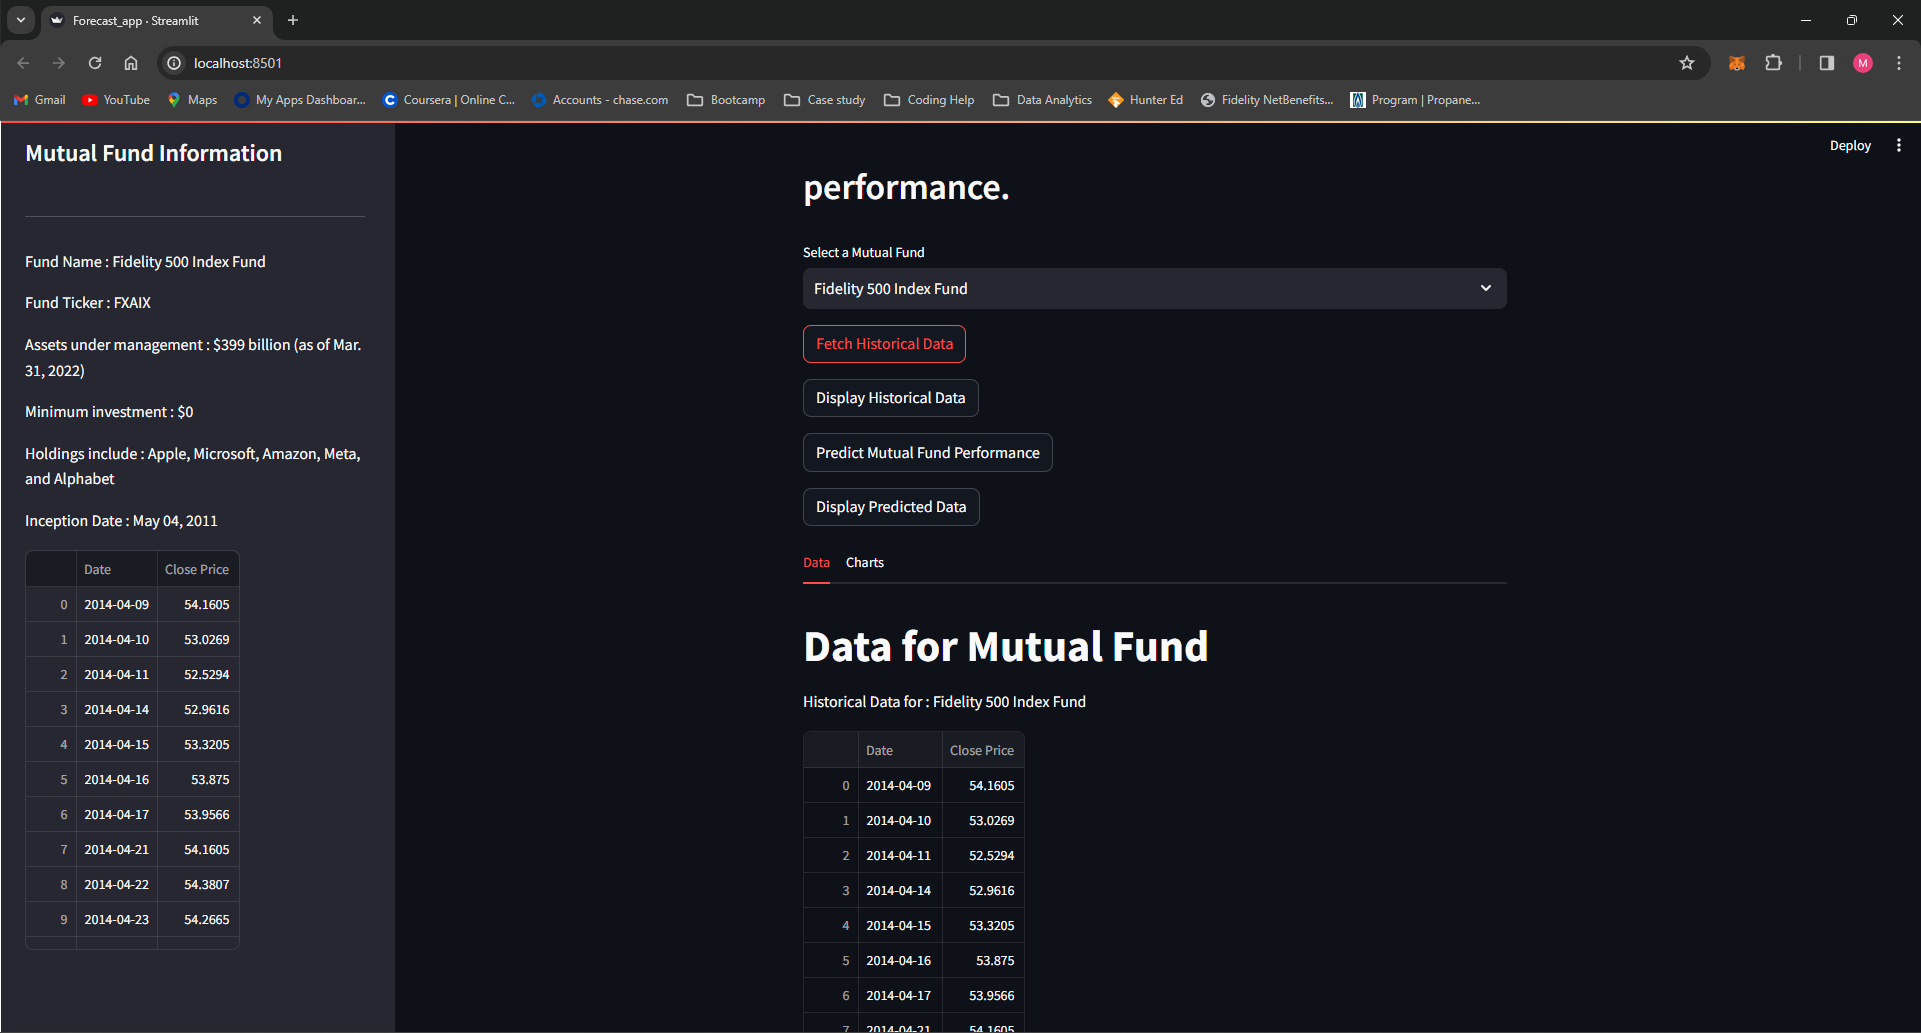 Forecast_app · Streamlit
localhost:8501
M
Gmail YouTube Maps My Apps Dashboar... Coursera | Online C... Accounts - chase.com Bootcamp Case study Coding Help Data Analytics Hunter Ed Fidelity NetBenefits... Program | Propane...
Mutual Fund Information
Fund Name : Fidelity 500 Index Fund
Fund Ticker : FXAIX
Assets under management : $399 billion (as of Mar.
31, 2022)
Minimum investment : $0
Holdings include : Apple, Microsoft, Amazon, Meta,
and Alphabet
Inception Date : May 04, 2011
Date Close Price
0 2014-04-09 54.1605
1 2014-04-10 53.0269
2 2014-04-11 52.5294
3 2014-04-14 52.9616
4 2014-04-15 53.3205
5 2014-04-16 53.875
6 2014-04-17 53.9566
7 2014-04-21 54.1605
8 2014-04-22 54.3807
9 2014-04-23 54.2665
Deploy
performance.
Select a Mutual Fund
Fidelity 500 Index Fund
Fetch Historical Data
Display Historical Data
Predict Mutual Fund Performance
Display Predicted Data
Data Charts
Data for Mutual Fund
Historical Data for : Fidelity 500 Index Fund
Date Close Price
0 2014-04-09 54.1605
1 2014-04-10 53.0269
2 2014-04-11 52.5294
3 2014-04-14 52.9616
4 2014-04-15 53.3205
5 2014-04-16 53.875
6 2014-04-17 53.9566
7 2014-04-21 54.1605